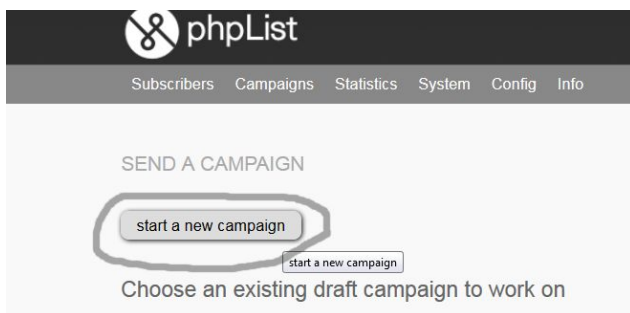 phpList
Subscribers Campaigns Statistics System Config Info
SEND A CAMPAIGN
start a new campaign
start a new campaign
Choose an existing draft campaign to work on